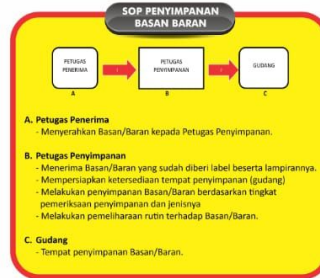 SOP PENYIMPANAN
BASAN BARAN
PETUGAS
PENERIMA
1
PETUGAS
PENYIMPANAN
2
GUDANG
A
B
C
A. Petugas Penerima
- Menyerahkan Basan/Baran kepada Petugas Penyimpanan.
B. Petugas Penyimpanan
- Menerima Basan/Baran yang sudah diberi label beserta lampirannya.
- Mempersiapkan ketersediaan tempat penyimpanan (gudang)
- Melakukan penyimpanan Basan/Baran berdasarkan tingkat
pemeriksaan penyimpanan dan jenisnya
- Melakukan pemeliharaan rutin terhadap Basan/Baran.
C. Gudang
- Tempat penyimpanan Basan/Baran.